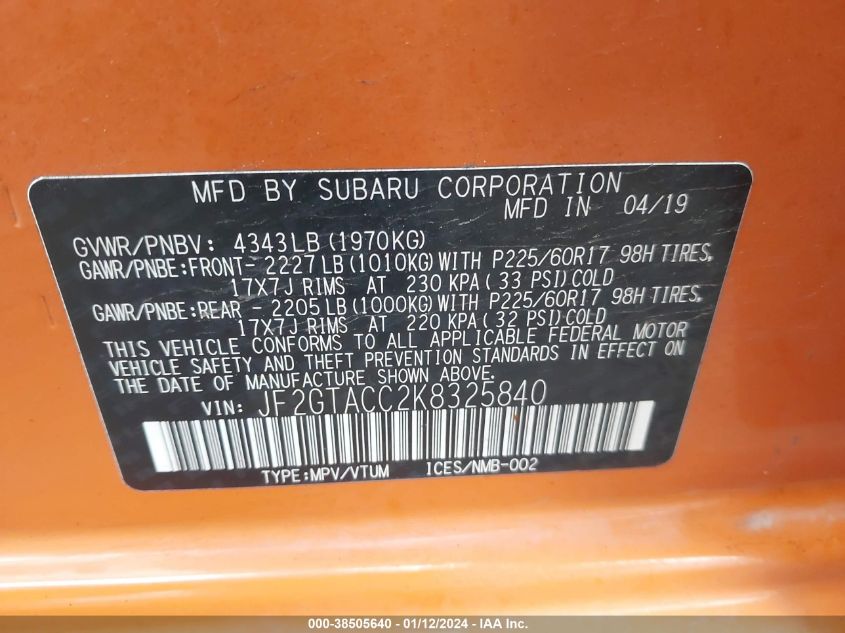 MFD BY SUBARU CORPORATION
MFD IN 04/19
GVWR/PNBV: 4343LB (1970KG)
GAWR/PNBE:FRONT- 2227LB (1010KG) WITH P225/60R17 98H TIRES,
17X7J RIMS AT 230 KPA ( 33 PSI) COLD
GAWR/PNBE:REAR - 2205LB (1000KG) WITH P225/60R17 98H TIRES,
17X7J RIMS AT 220 KPA ( 32 PSI) COLD
THIS VEHICLE CONFORMS TO ALL APPLICABLE FEDERAL MOTOR
VEHICLE SAFETY AND THEFT PREVENTION STANDARDS IN EFFECT ON
THE DATE OF MANUFACTURE SHOWN ABOVE.
VIN: JF2GTACC2K8325840
TYPE:MPV/VTUM ICES/NMB-002
000-38505640 - 01/12/2024 - IAA Inc.